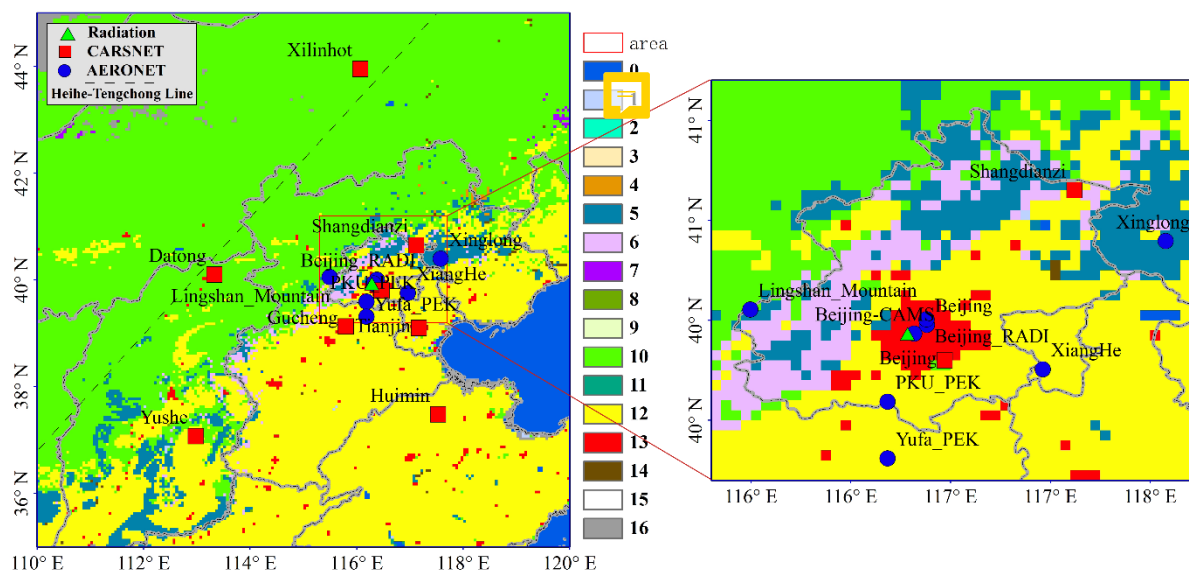 Radiation
CARSNET
AERONET
Heihe-Tengchong Line
44° N
42° N
40° N
38° N
36° N
110° E
112° E
114° E
116° E
118° E
120° E
Xilinhot
Shangdianzi
Xinglong
Datong
Beijing_RADI
PKU_PEK
XiangHe
Lingshan_Mountain
Yufa_PEK
Gucheng
Tianjin
Huimin
Yushe
area
0
1
2
3
4
5
6
7
8
9
10
11
12
13
14
15
16
41° N
41° N
40° N
40° N
116° E
116° E
117° E
117° E
118° E
Shangdianzi
Xinglong
Lingshan_Mountain
Beijing
Beijing-CAMS
Beijing_RADI
Beijing
XiangHe
PKU_PEK
Yufa_PEK